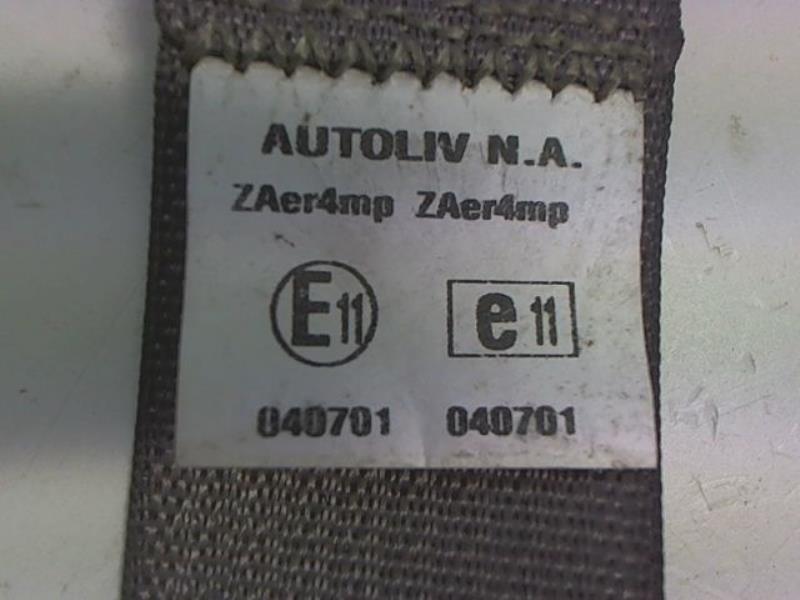 AUTOLIV N.A.
ZAer4mp ZAer4mp
E11 e11
040701 040701